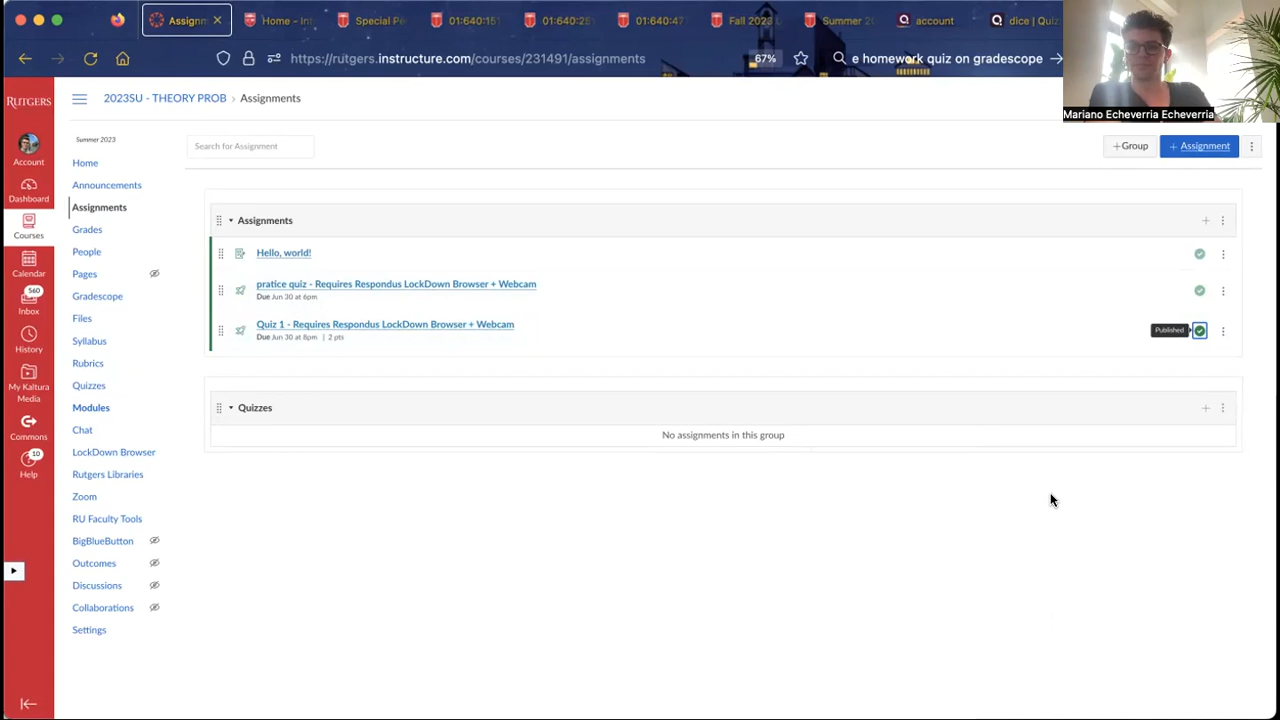 Assignm
Home - Int
Special Pe
01:640:151
01:640:251
01:640:47
Fall 2023
Summer 20
account
dice | Quiz
https://rutgers.instructure.com/courses/231491/assignments
67%
e homework quiz on gradescope
Mariano Echeverria Echeverria
RUTGERS
2023SU - THEORY PROB › Assignments
Summer 2023
Search for Assignment
+Group
+ Assignment
Account
Dashboard
Courses
Calendar
560
Inbox
History
My Kaltura
Media
Commons
10
Help
Home
Announcements
Assignments
Grades
People
Pages
Gradescope
Files
Syllabus
Rubrics
Quizzes
Modules
Chat
LockDown Browser
Rutgers Libraries
Zoom
RU Faculty Tools
BigBlueButton
Outcomes
Discussions
Collaborations
Settings
Assignments
Hello, world!
pratice quiz - Requires Respondus LockDown Browser + Webcam
Due Jun 30 at 6pm
Quiz 1 - Requires Respondus LockDown Browser + Webcam
Due Jun 30 at 8pm | 2 pts
Published
Quizzes
No assignments in this group